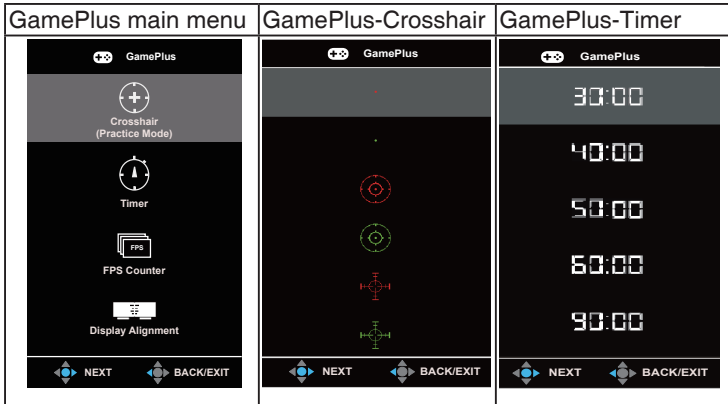 GamePlus main menu
GamePlus-Crosshair
GamePlus-Timer
GamePlus
Crosshair
(Practice Mode)
Timer
FPS
FPS Counter
Display Alignment
NEXT BACK/EXIT
GamePlus
NEXT BACK/EXIT
GamePlus
30:00
40:00
50:00
60:00
90:00
NEXT BACK/EXIT